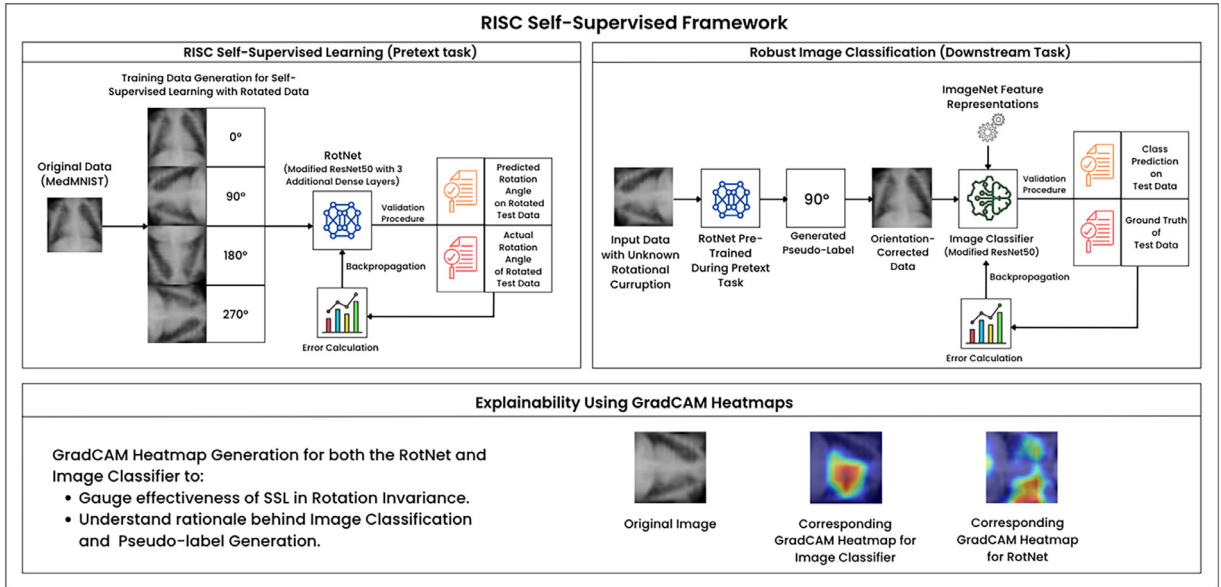 RISC Self-Supervised Framework
RISC Self-Supervised Learning (Pretext task)
Training Data Generation for Self-
Supervised Learning with Rotated Data
Original Data
(MedMNIST)
0°
90°
180°
270°
RotNet
(Modified ResNet50 with 3
Additional Dense Layers)
Validation
Procedure
Predicted
Rotation
Angle
on Rotated
Test Data
Actual
Rotation
Angle
of Rotated
Test Data
Backpropagation
Error Calculation
Robust Image Classification (Downstream Task)
ImageNet Feature
Representations
Input Data
with Unknown
Rotational
Curruption
RotNet Pre-
Trained
During Pretext
Task
90°
Generated
Pseudo-Label
Orientation-
Corrected
Data
Image Classifier
(Modified ResNet50)
Validation
Procedure
Class
Prediction
on
Test Data
Ground Truth
of
Test Data
Backpropagation
Error Calculation
Explainability Using GradCAM Heatmaps
GradCAM Heatmap Generation for both the RotNet and
Image Classifier to:
• Gauge effectiveness of SSL in Rotation Invariance.
• Understand rationale behind Image Classification
and Pseudo-label Generation.
Original Image
Corresponding
GradCAM Heatmap for
Image Classifier
Corresponding
GradCAM Heatmap
for RotNet